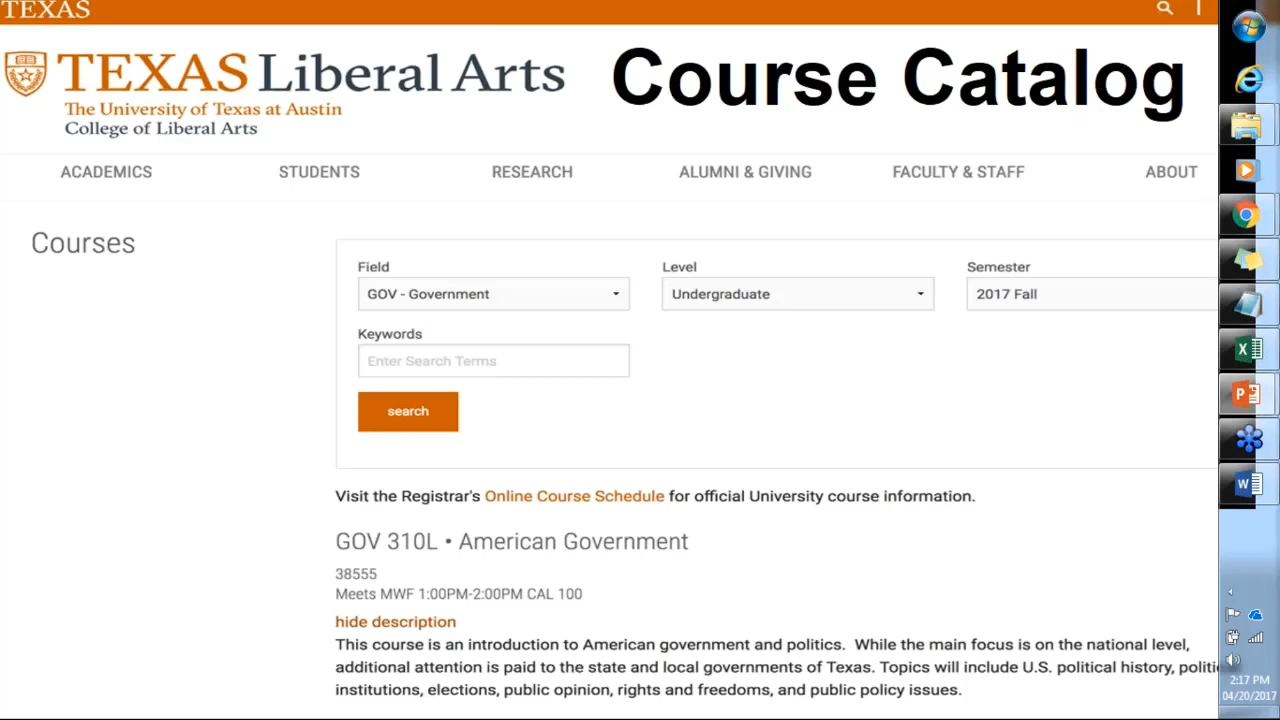 TEXAS
TEXAS Liberal Arts
The University of Texas at Austin
College of Liberal Arts
Course Catalog
ACADEMICS STUDENTS RESEARCH ALUMNI & GIVING FACULTY & STAFF ABOUT
Courses
Field Level Semester
GOV - Government Undergraduate 2017 Fall
Keywords
Enter Search Terms
search
Visit the Registrar's Online Course Schedule for official University course information.
GOV 310L • American Government
38555
Meets MWF 1:00PM-2:00PM CAL 100
hide description
This course is an introduction to American government and politics. While the main focus is on the national level,
additional attention is paid to the state and local governments of Texas. Topics will include U.S. political history,
institutions, elections, public opinion, rights and freedoms, and public policy issues.
2:17 PM
04/20/2017